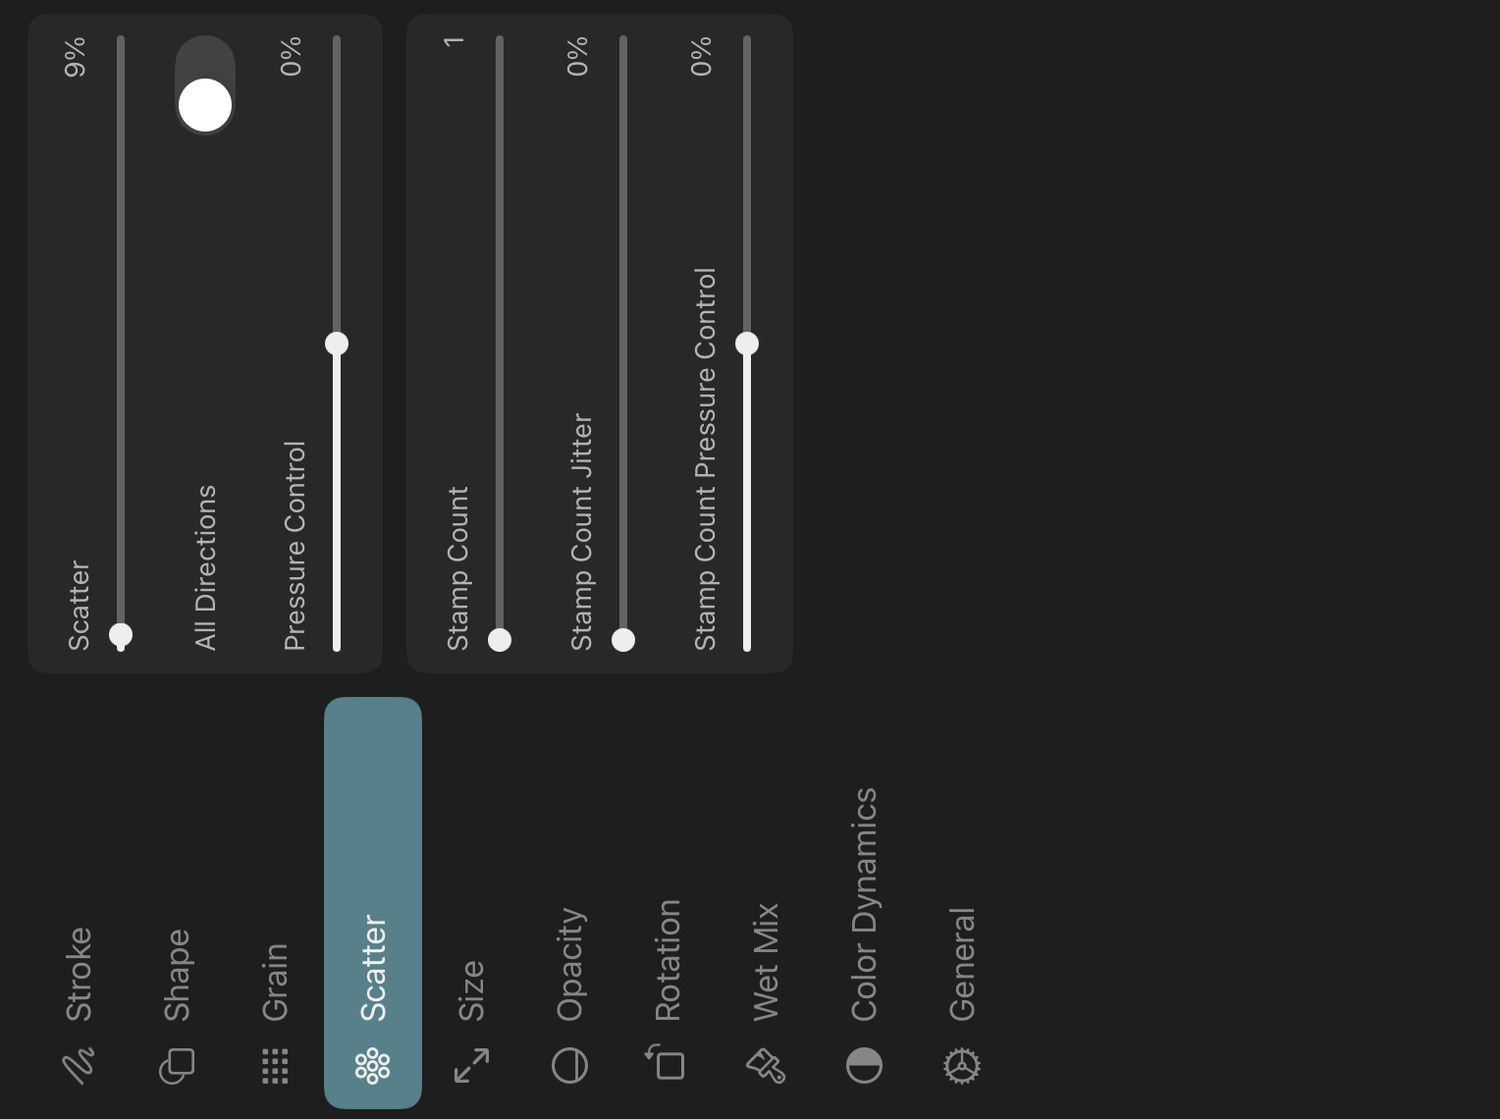 Stroke
Shape
Grain
Scatter
Size
Opacity
Rotation
Wet Mix
Color Dynamics
General
Scatter 9%
All Directions
Pressure Control 0%
Stamp Count 1
Stamp Count Jitter 0%
Stamp Count Pressure Control 0%